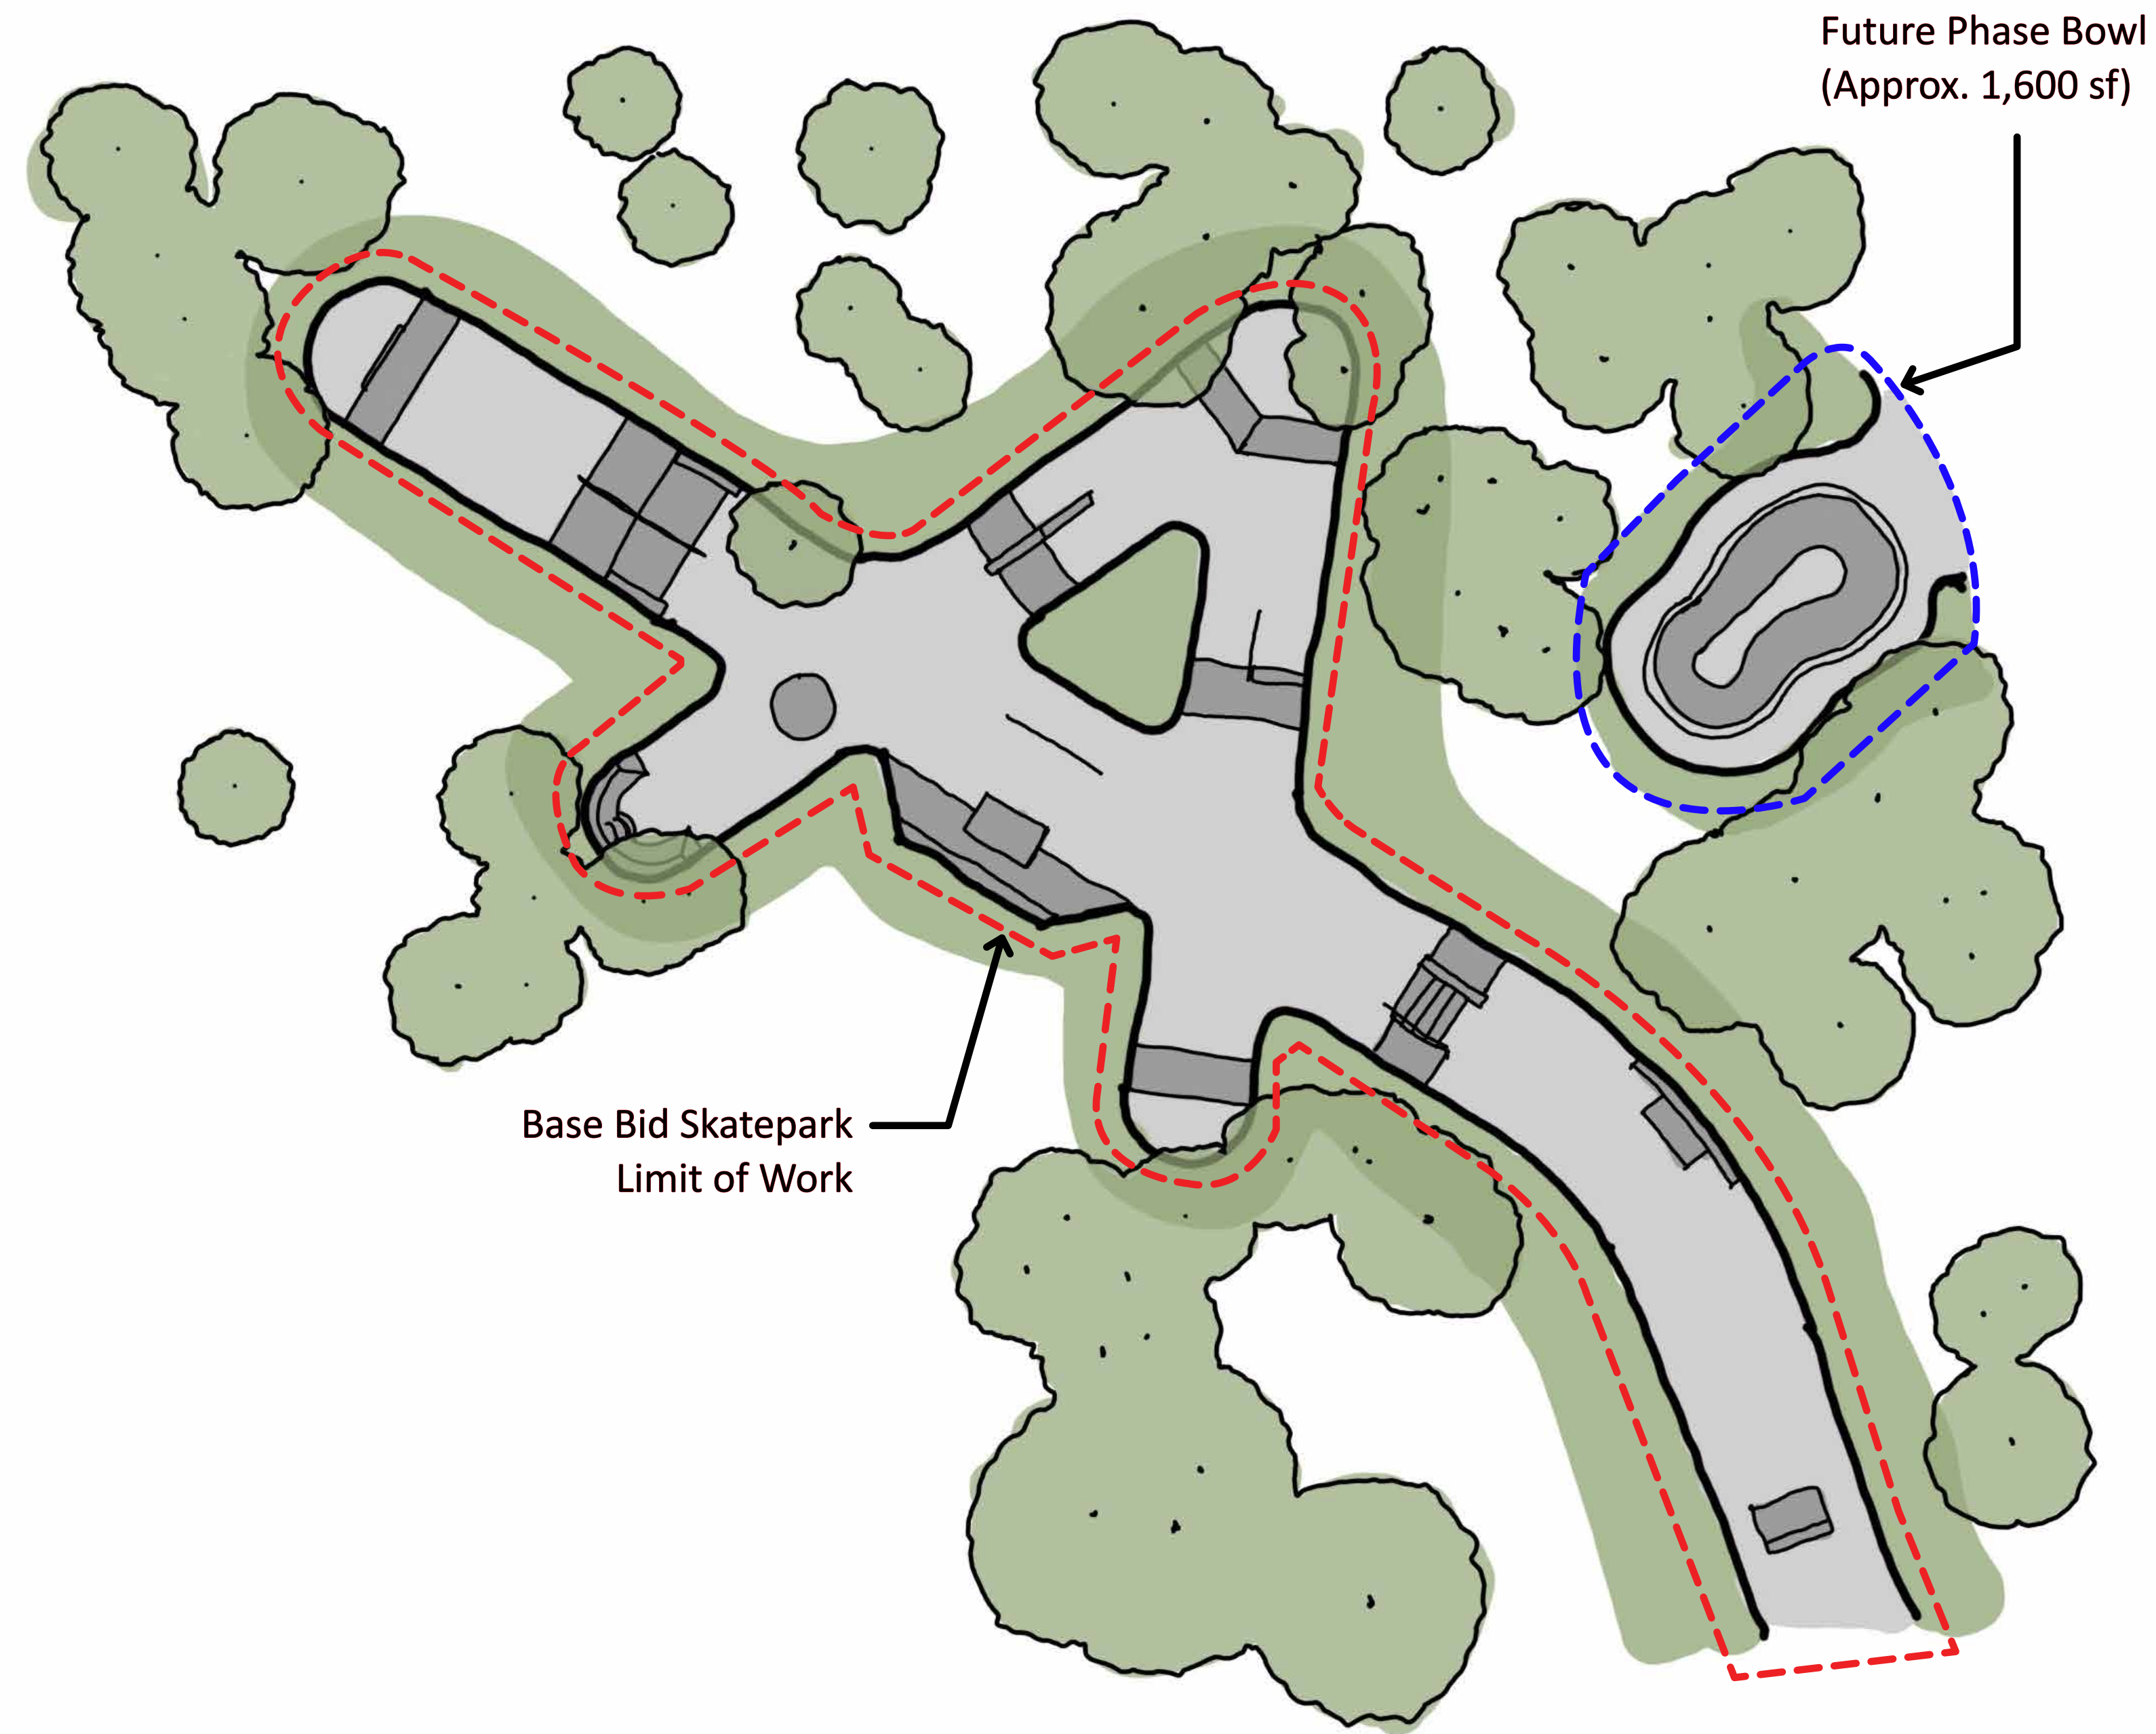 Future Phase Bowl
(Approx. 1,600 sf)
Base Bid Skatepark
Limit of Work